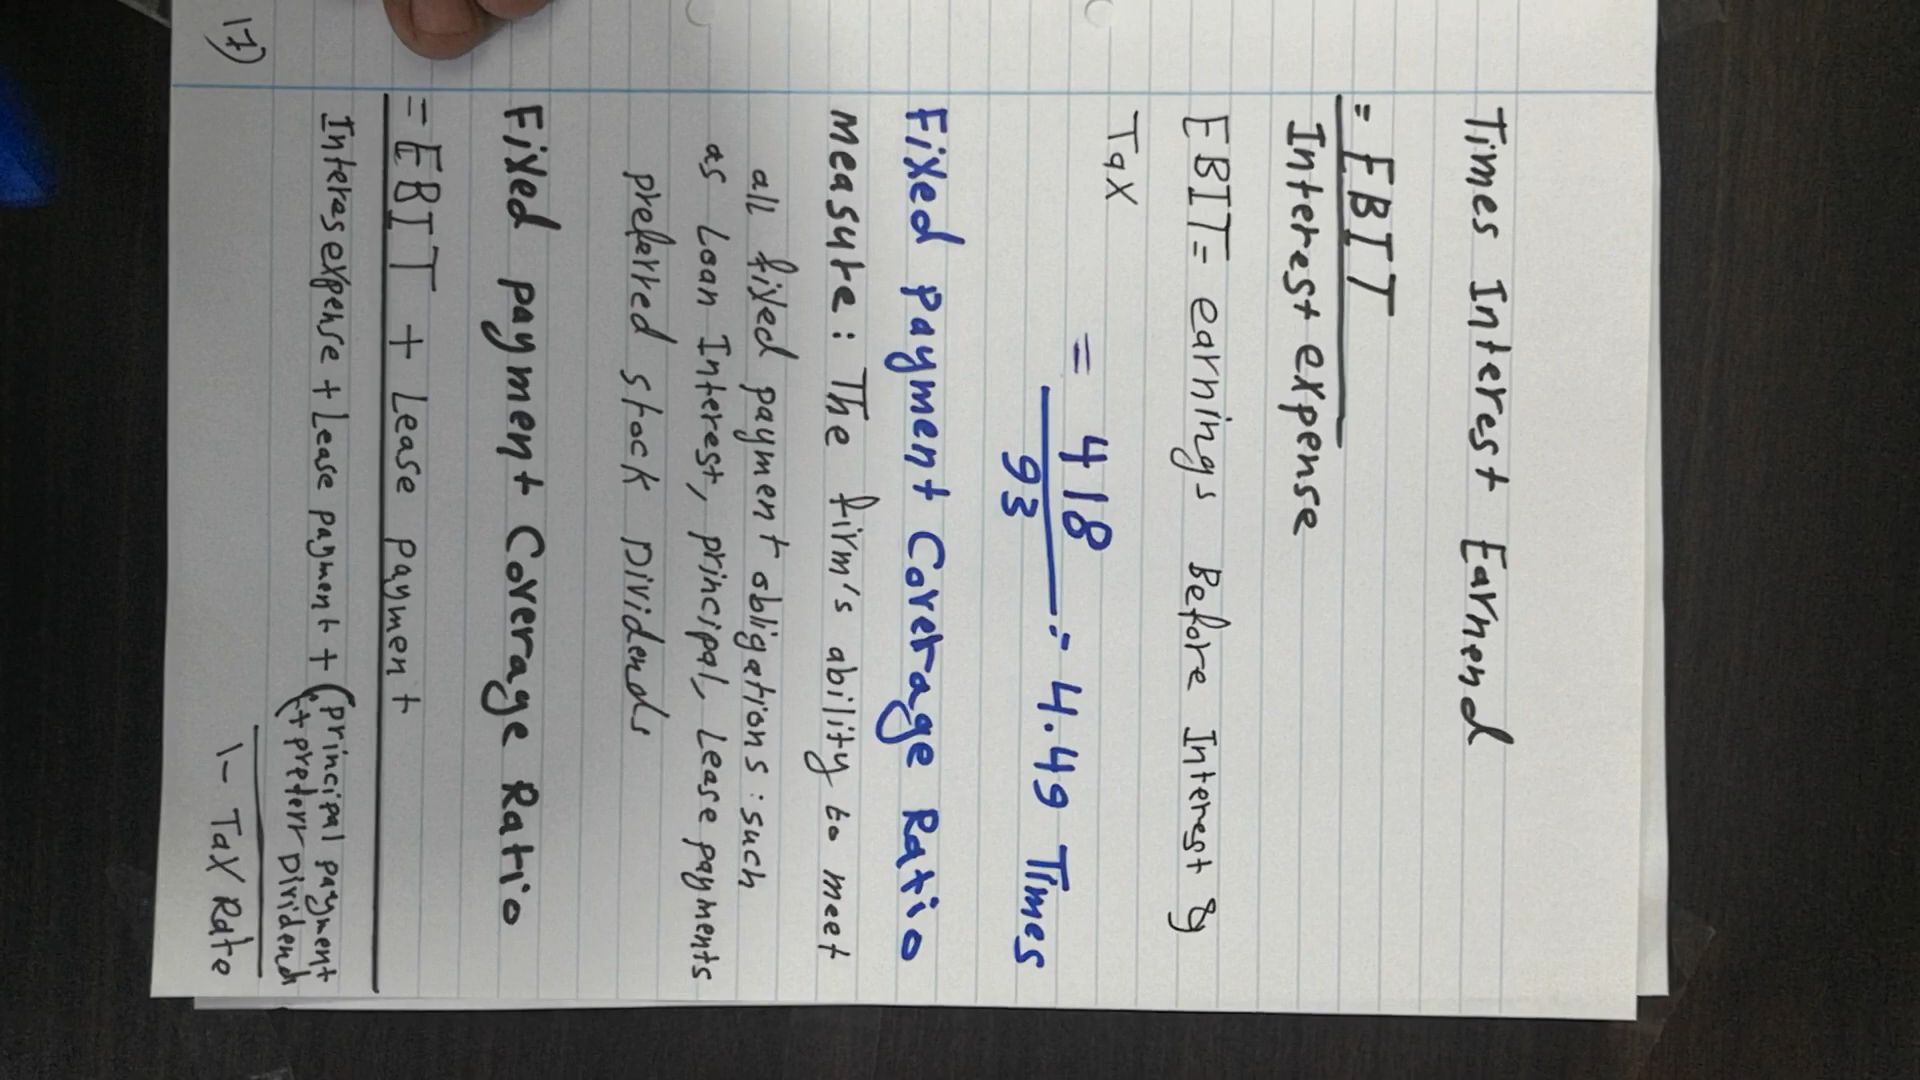 Times Interest Earnend
= EBIT
Interest expense
EBIT = earnings Before Interest &
Tax
= 418
93
= 4.49 Times
Fixed payment Coverage Ratio
measure: The firm's ability to meet
all fixed payment obligations: such
as Loan Interest, principal, Lease payments
preferred stock Dividends
Fixed payment Coverage Ratio
= EBIT + Lease payment
Interes expense + Lease payment + (principal payment
(+ preferr Dividend
1- Tax Rate
17)